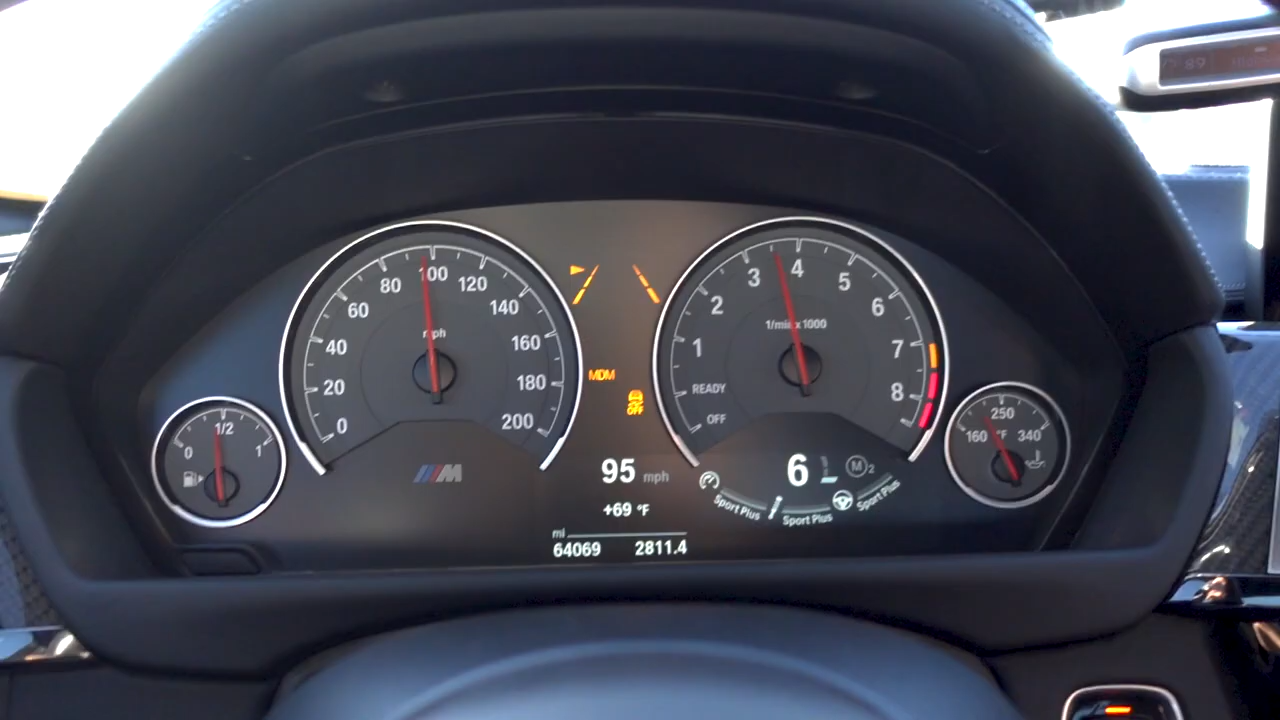 0
1/2
1
0
20
40
60
80
100
120
140
160
180
200
mph
M
MDM
OFF
95 mph
+69 °F
mi
64069 2811.4
OFF
READY
1
2
3
4
5
6
7
8
1/min x 1000
6 M2
Sport Plus
Sport Plus
Sport Plus
160 °F 340
250